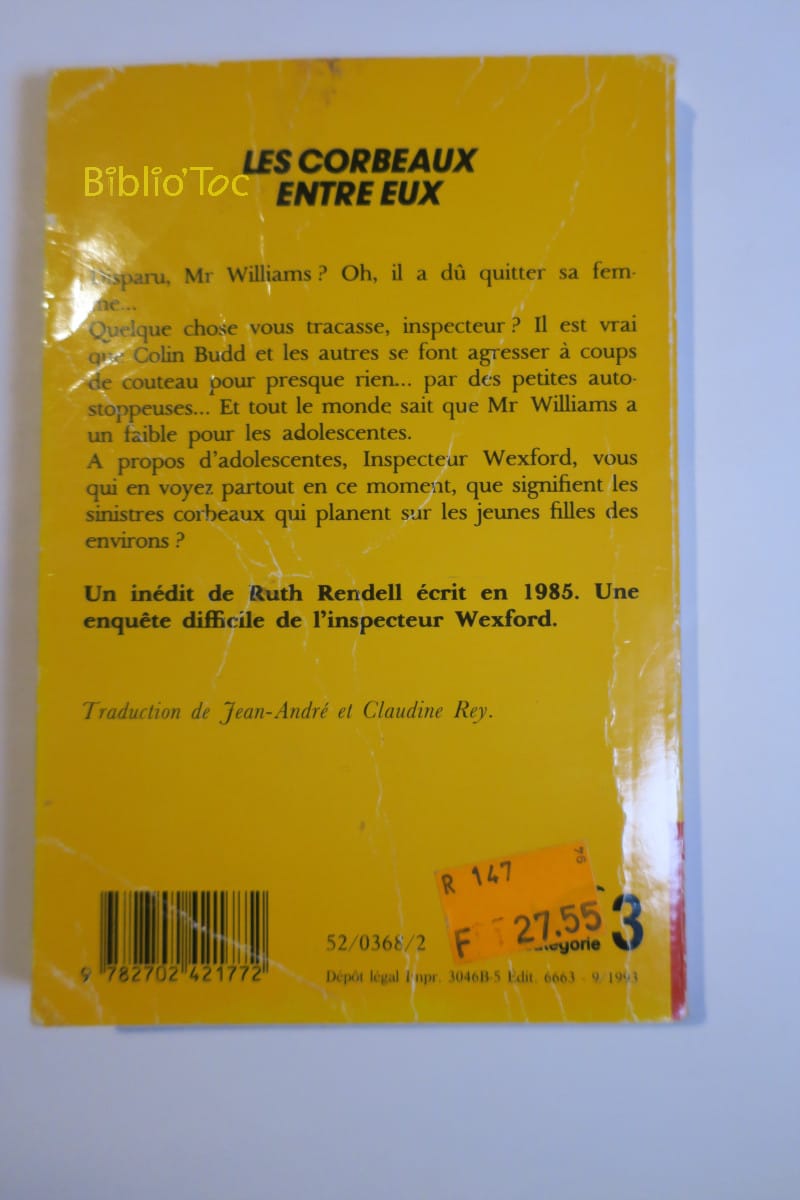 LES CORBEAUX
ENTRE EUX
Biblio'Toc
Disparu, Mr Williams ? Oh, il a dû quitter sa fem-
me...
Quelque chose vous tracasse, inspecteur ? Il est vrai
que Colin Budd et les autres se font agresser à coups
de couteau pour presque rien... par des petites auto-
stoppeuses... Et tout le monde sait que Mr Williams a
un faible pour les adolescentes.
A propos d'adolescentes, Inspecteur Wexford, vous
qui en voyez partout en ce moment, que signifient les
sinistres corbeaux qui planent sur les jeunes filles des
environs ?
Un inédit de Ruth Rendell écrit en 1985. Une
enquête difficile de l'inspecteur Wexford.
Traduction de Jean-André et Claudine Rey.
R 147
76
F 27.55
3
52/0368/2
9 782702 421772
Dépôt légal Impr. 3046B-5 Edit. 6663 - 9/1993